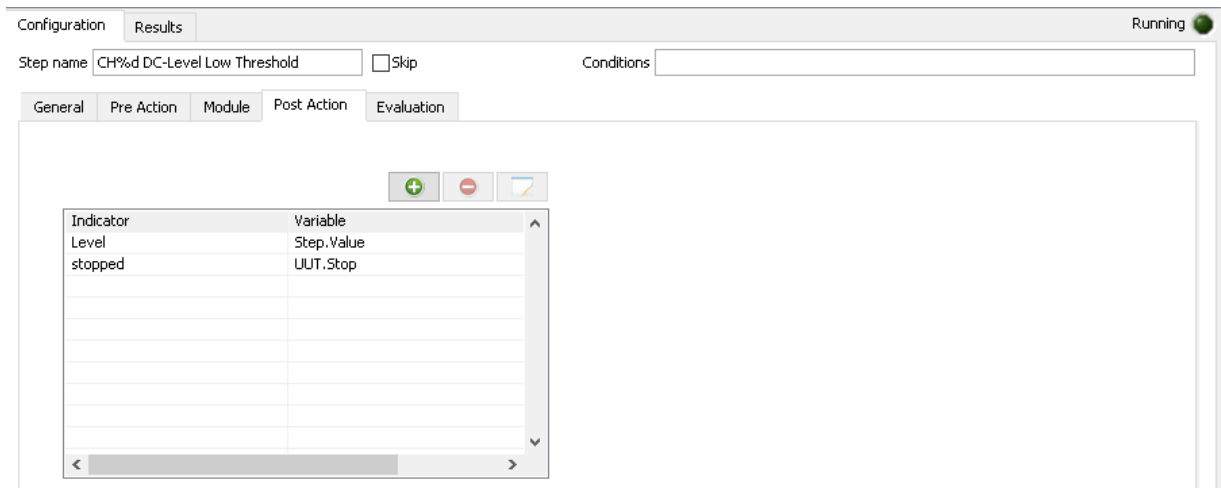 Configuration Results Running
Step name CH%d DC-Level Low Threshold Skip Conditions
General Pre Action Module Post Action Evaluation
Indicator Variable
Level Step.Value
stopped UUT.Stop